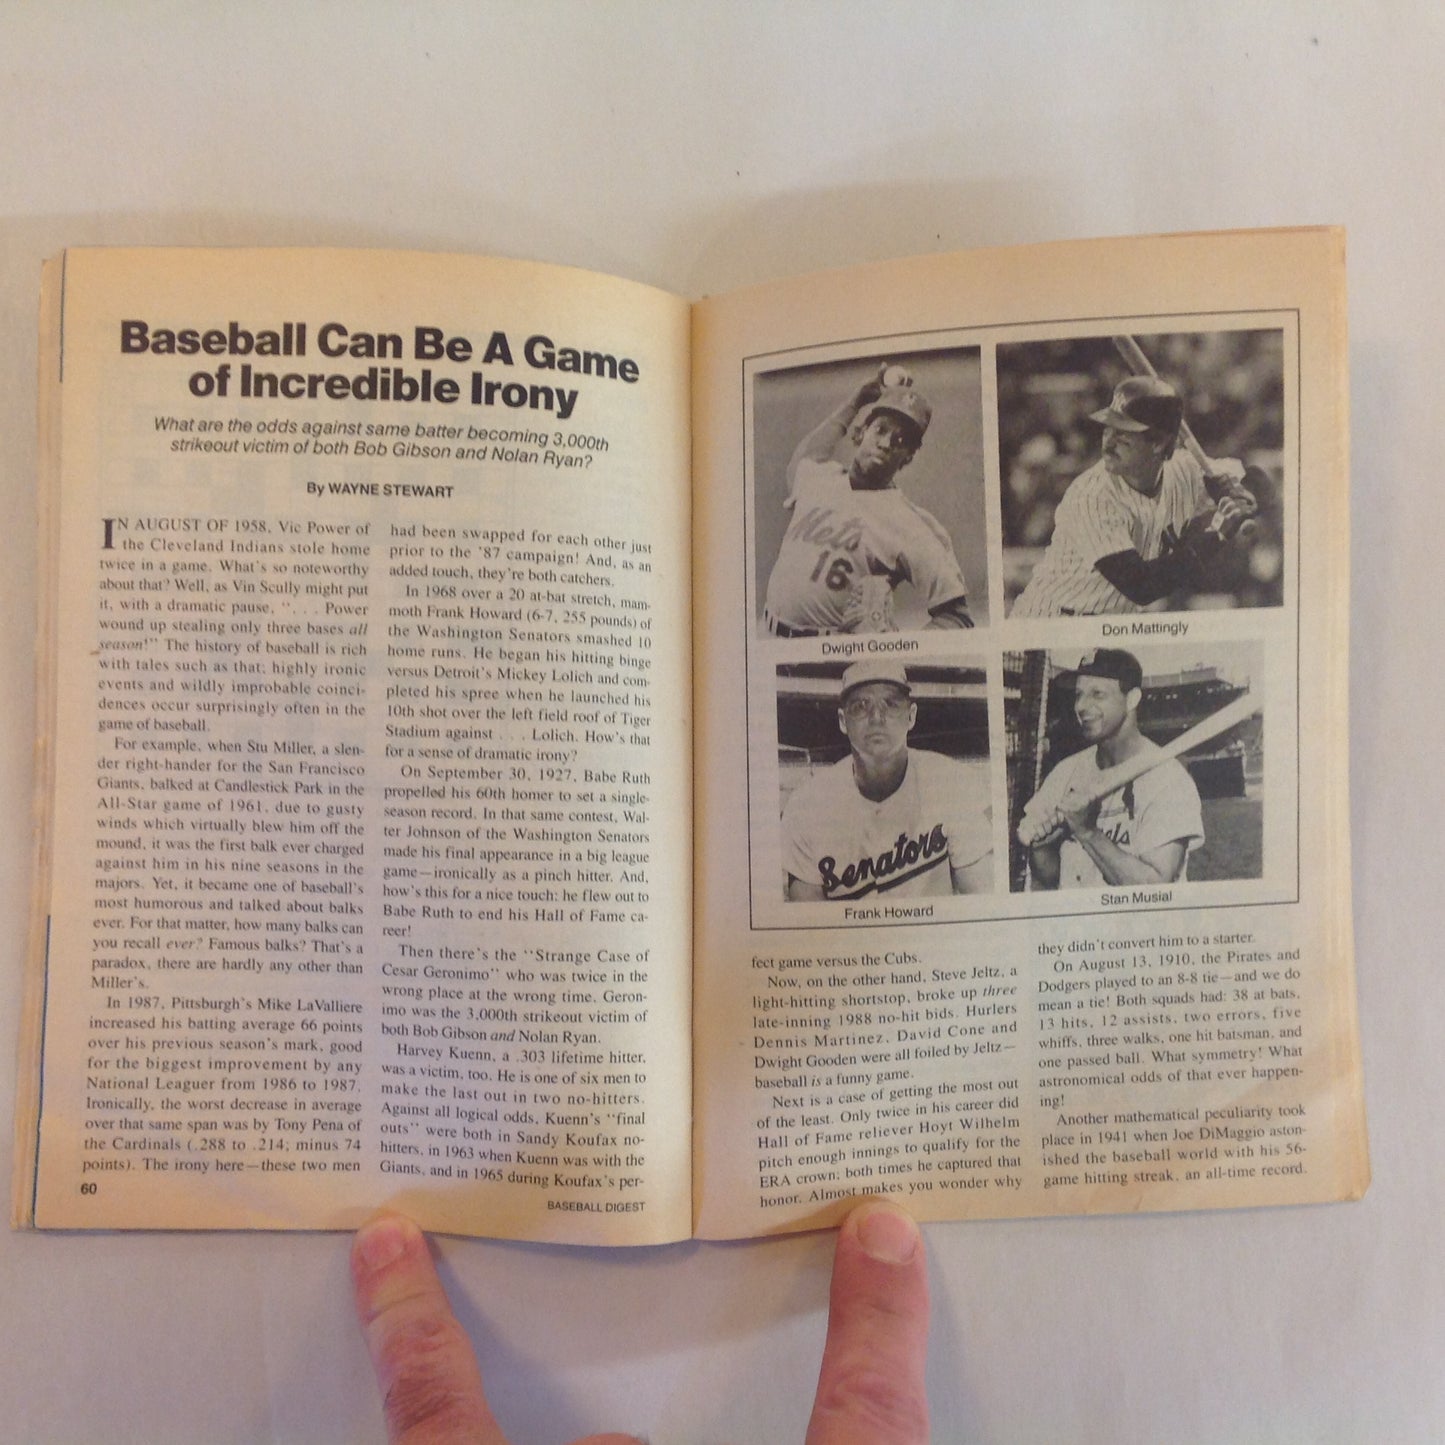 Baseball Can Be A Game
of Incredible Irony
What are the odds against same batter becoming 3,000th
strikeout victim of both Bob Gibson and Nolan Ryan?
By WAYNE STEWART
IN AUGUST OF 1958, Vic Power of
the Cleveland Indians stole home
twice in a game. What's so noteworthy
about that? Well, as Vin Scully might put
it, with a dramatic pause, ". . . Power
wound up stealing only three bases all
season!" The history of baseball is rich
with tales such as that; highly ironic
events and wildly improbable coinci-
dences occur surprisingly often in the
game of baseball.
For example, when Stu Miller, a slen-
der right-hander for the San Francisco
Giants, balked at Candlestick Park in the
All-Star game of 1961, due to gusty
winds which virtually blew him off the
mound, it was the first balk ever charged
against him in his nine seasons in the
majors. Yet, it became one of baseball's
most humorous and talked about balks
ever. For that matter, how many balks can
you recall ever? Famous balks? That's a
paradox, there are hardly any other than
Miller's.
In 1987, Pittsburgh's Mike LaValliere
increased his batting average 66 points
over his previous season's mark, good
for the biggest improvement by any
National Leaguer from 1986 to 1987.
Ironically, the worst decrease in average
over that same span was by Tony Pena of
the Cardinals (.288 to .214; minus 74
points). The irony here—these two men
60
had been swapped for each other just
prior to the '87 campaign! And, as an
added touch, they're both catchers.
In 1968 over a 20 at-bat stretch, mam-
moth Frank Howard (6-7, 255 pounds) of
the Washington Senators smashed 10
home runs. He began his hitting binge
versus Detroit's Mickey Lolich and com-
pleted his spree when he launched his
10th shot over the left field roof of Tiger
Stadium against . . . Lolich. How's that
for a sense of dramatic irony?
On September 30, 1927, Babe Ruth
propelled his 60th homer to set a single-
season record. In that same contest, Wal-
ter Johnson of the Washington Senators
made his final appearance in a big league
game—ironically as a pinch hitter. And,
how's this for a nice touch: he flew out to
Babe Ruth to end his Hall of Fame ca-
reer!
Then there's the "Strange Case of
Cesar Geronimo" who was twice in the
wrong place at the wrong time. Geron-
imo was the 3,000th strikeout victim of
both Bob Gibson and Nolan Ryan.
Harvey Kuenn, a .303 lifetime hitter,
was a victim, too. He is one of six men to
make the last out in two no-hitters.
Against all logical odds, Kuenn's "final
outs" were both in Sandy Koufax no-
hitters, in 1963 when Kuenn was with the
Giants, and in 1965 during Koufax's per-
BASEBALL DIGEST
Mets
16
Dwight Gooden
Don Mattingly
Senators
Frank Howard
Stan Musial
fect game versus the Cubs.
Now, on the other hand, Steve Jeltz, a
light-hitting shortstop, broke up three
late-inning 1988 no-hit bids. Hurlers
Dennis Martinez, David Cone and
Dwight Gooden were all foiled by Jeltz—
baseball is a funny game.
Next is a case of getting the most out
of the least. Only twice in his career did
Hall of Fame reliever Hoyt Wilhelm
pitch enough innings to qualify for the
ERA crown; both times he captured that
honor. Almost makes you wonder why
they didn't convert him to a starter.
On August 13, 1910, the Pirates and
Dodgers played to an 8-8 tie—and we do
mean a tie! Both squads had: 38 at bats,
13 hits, 12 assists, two errors, five
whiffs, three walks, one hit batsman, and
one passed ball. What symmetry! What
astronomical odds of that ever happen-
ing!
Another mathematical peculiarity took
place in 1941 when Joe DiMaggio aston-
ished the baseball world with his 56-
game hitting streak, an all-time record.